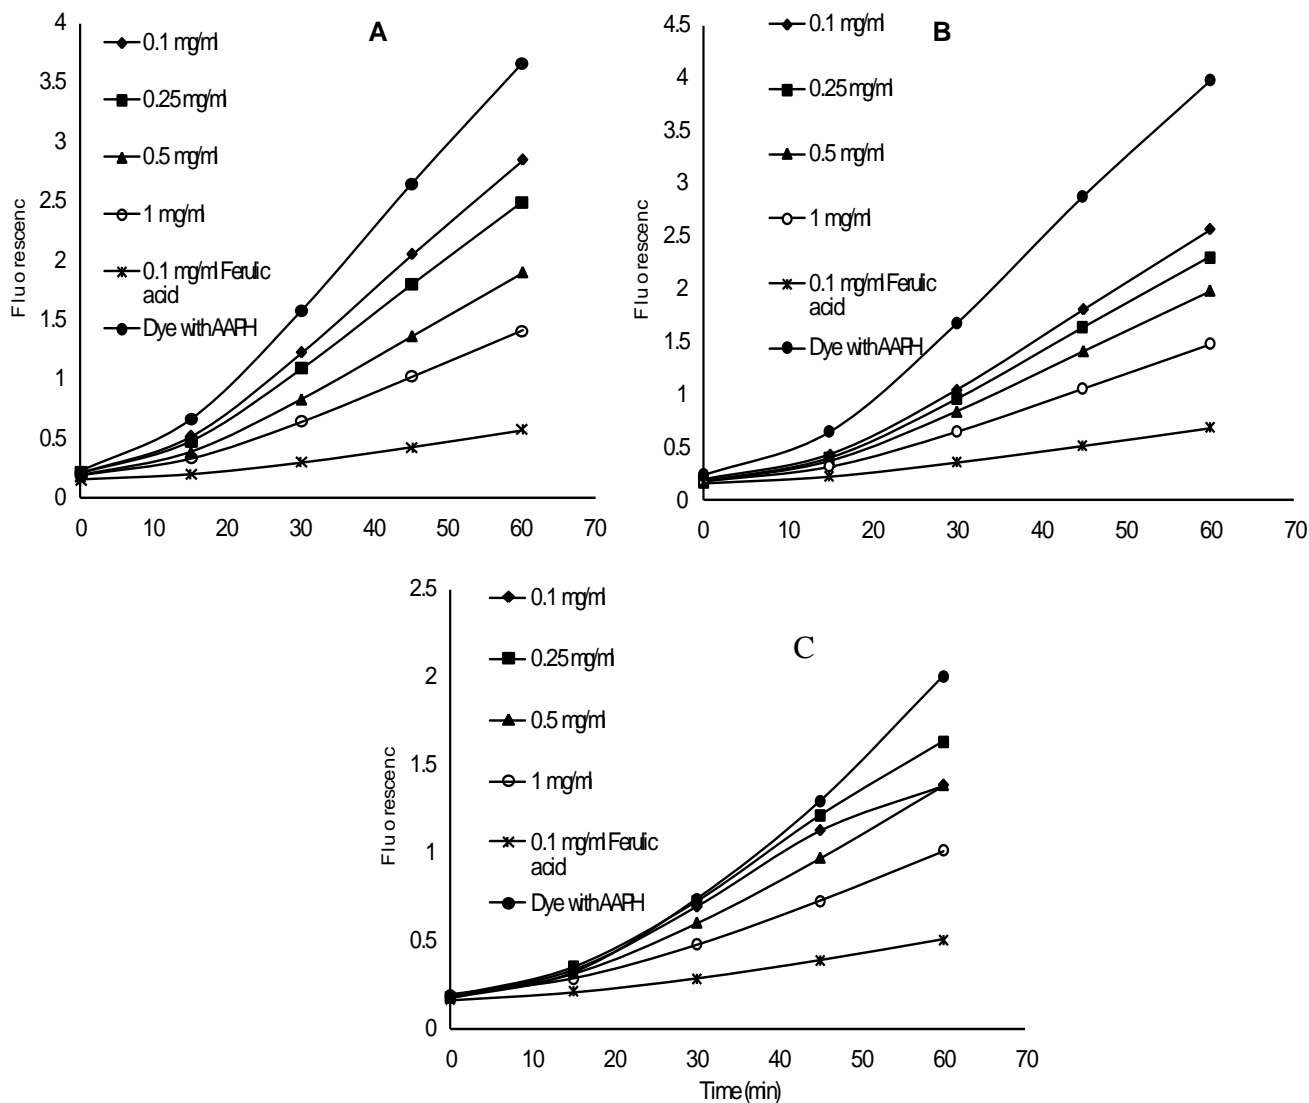 A
4
3.5
3
2.5
2
1.5
1
0.5
0
Fluorescenc
0.1 mg/ml
0.25 mg/ml
0.5 mg/ml
1 mg/ml
0.1 mg/ml Ferulic
acid
Dye with AAPH
0 10 20 30 40 50 60 70
B
4.5
4
3.5
3
2.5
2
1.5
1
0.5
0
Fluorescenc
0.1 mg/ml
0.25 mg/ml
0.5 mg/ml
1 mg/ml
0.1 mg/ml Ferulic
acid
Dye with AAPH
0 10 20 30 40 50 60 70
C
2.5
2
1.5
1
0.5
0
Fluorescenc
0.1 mg/ml
0.25 mg/ml
0.5 mg/ml
1 mg/ml
0.1 mg/ml Ferulic
acid
Dye with AAPH
0 10 20 30 40 50 60 70
Time (min)